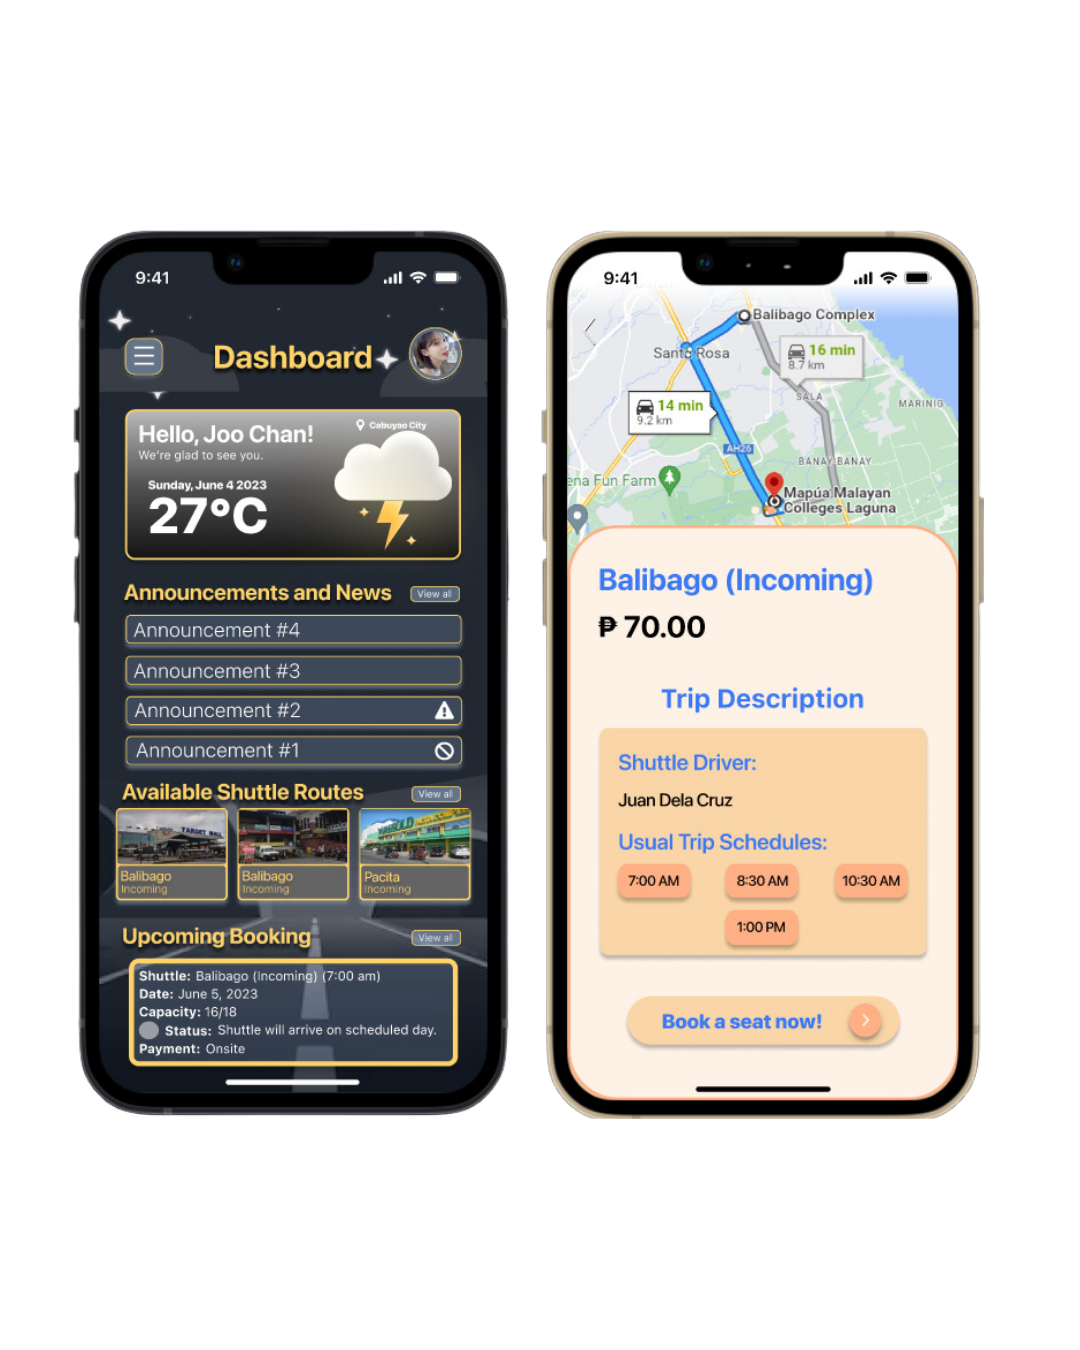 9:41
Dashboard
Hello, Joo Chan!
We're glad to see you.
Cabuyao City
Sunday, June 4 2023
27°C
Announcements and News
View all
Announcement #4
Announcement #3
Announcement #2
Announcement #1
Available Shuttle Routes
View all
TARGET MALL
Balibago
Incoming
Balibago
Incoming
Pacita
Incoming
Upcoming Booking
View all
Shuttle: Balibago (Incoming) (7:00 am)
Date: June 5, 2023
Capacity: 16/18
Status: Shuttle will arrive on scheduled day.
Payment: Onsite
9:41
Balibago Complex
Santa Rosa
16 min
8.7 km
14 min
9.2 km
SALA
MARINIG
AH26
BANAY-BANAY
ena Fun Farm
Mapúa Malayan
Colleges Laguna
Balibago (Incoming)
₱ 70.00
Trip Description
Shuttle Driver:
Juan Dela Cruz
Usual Trip Schedules:
7:00 AM
8:30 AM
10:30 AM
1:00 PM
Book a seat now!